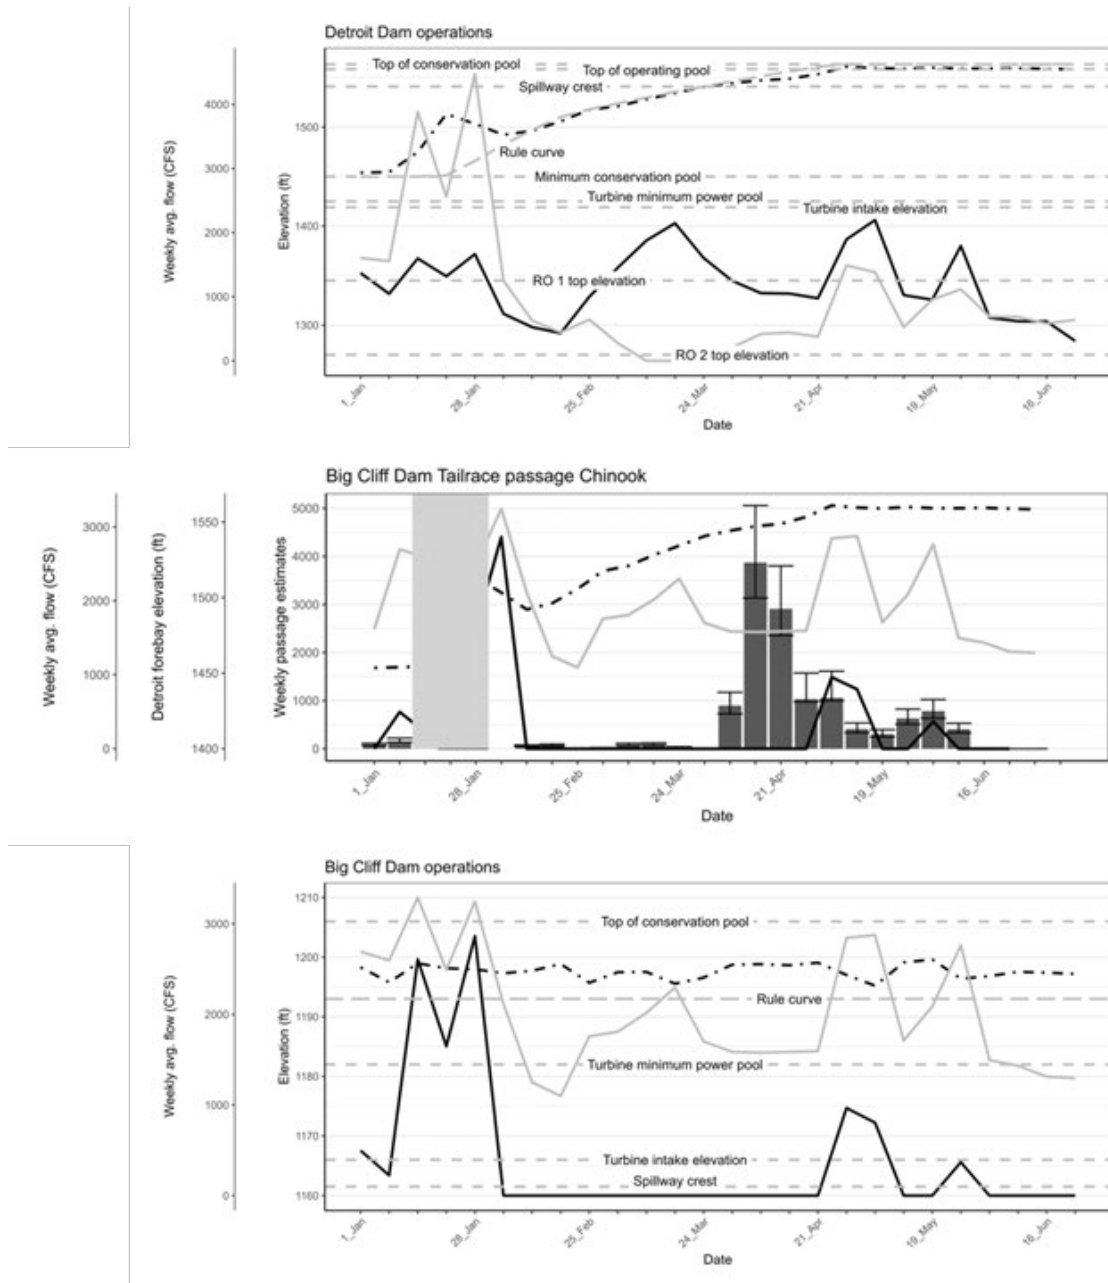 Detroit Dam operations
Weekly avg. flow (CFS)
4000
3000
2000
1000
0
Elevation (ft)
1500
1400
1300
Top of conservation pool
Top of operating pool
Spillway crest
Rule curve
Minimum conservation pool
Turbine minimum power pool
Turbine intake elevation
RO 1 top elevation
RO 2 top elevation
1_Jan
28_Jan
25_Feb
24_Mar
21_Apr
19_May
16_Jun
Date
Big Cliff Dam Tailrace passage Chinook
Weekly avg. flow (CFS)
3000
2000
1000
0
Detroit forebay elevation (ft)
1550
1500
1450
1400
Weekly passage estimates
5000
4000
3000
2000
1000
0
1_Jan
28_Jan
25_Feb
24_Mar
21_Apr
19_May
16_Jun
Date
Big Cliff Dam operations
Weekly avg. flow (CFS)
3000
2000
1000
0
Elevation (ft)
1210
1200
1190
1180
1170
1160
Top of conservation pool
Rule curve
Turbine minimum power pool
Turbine intake elevation
Spillway crest
1_Jan
28_Jan
25_Feb
24_Mar
21_Apr
19_May
16_Jun
Date